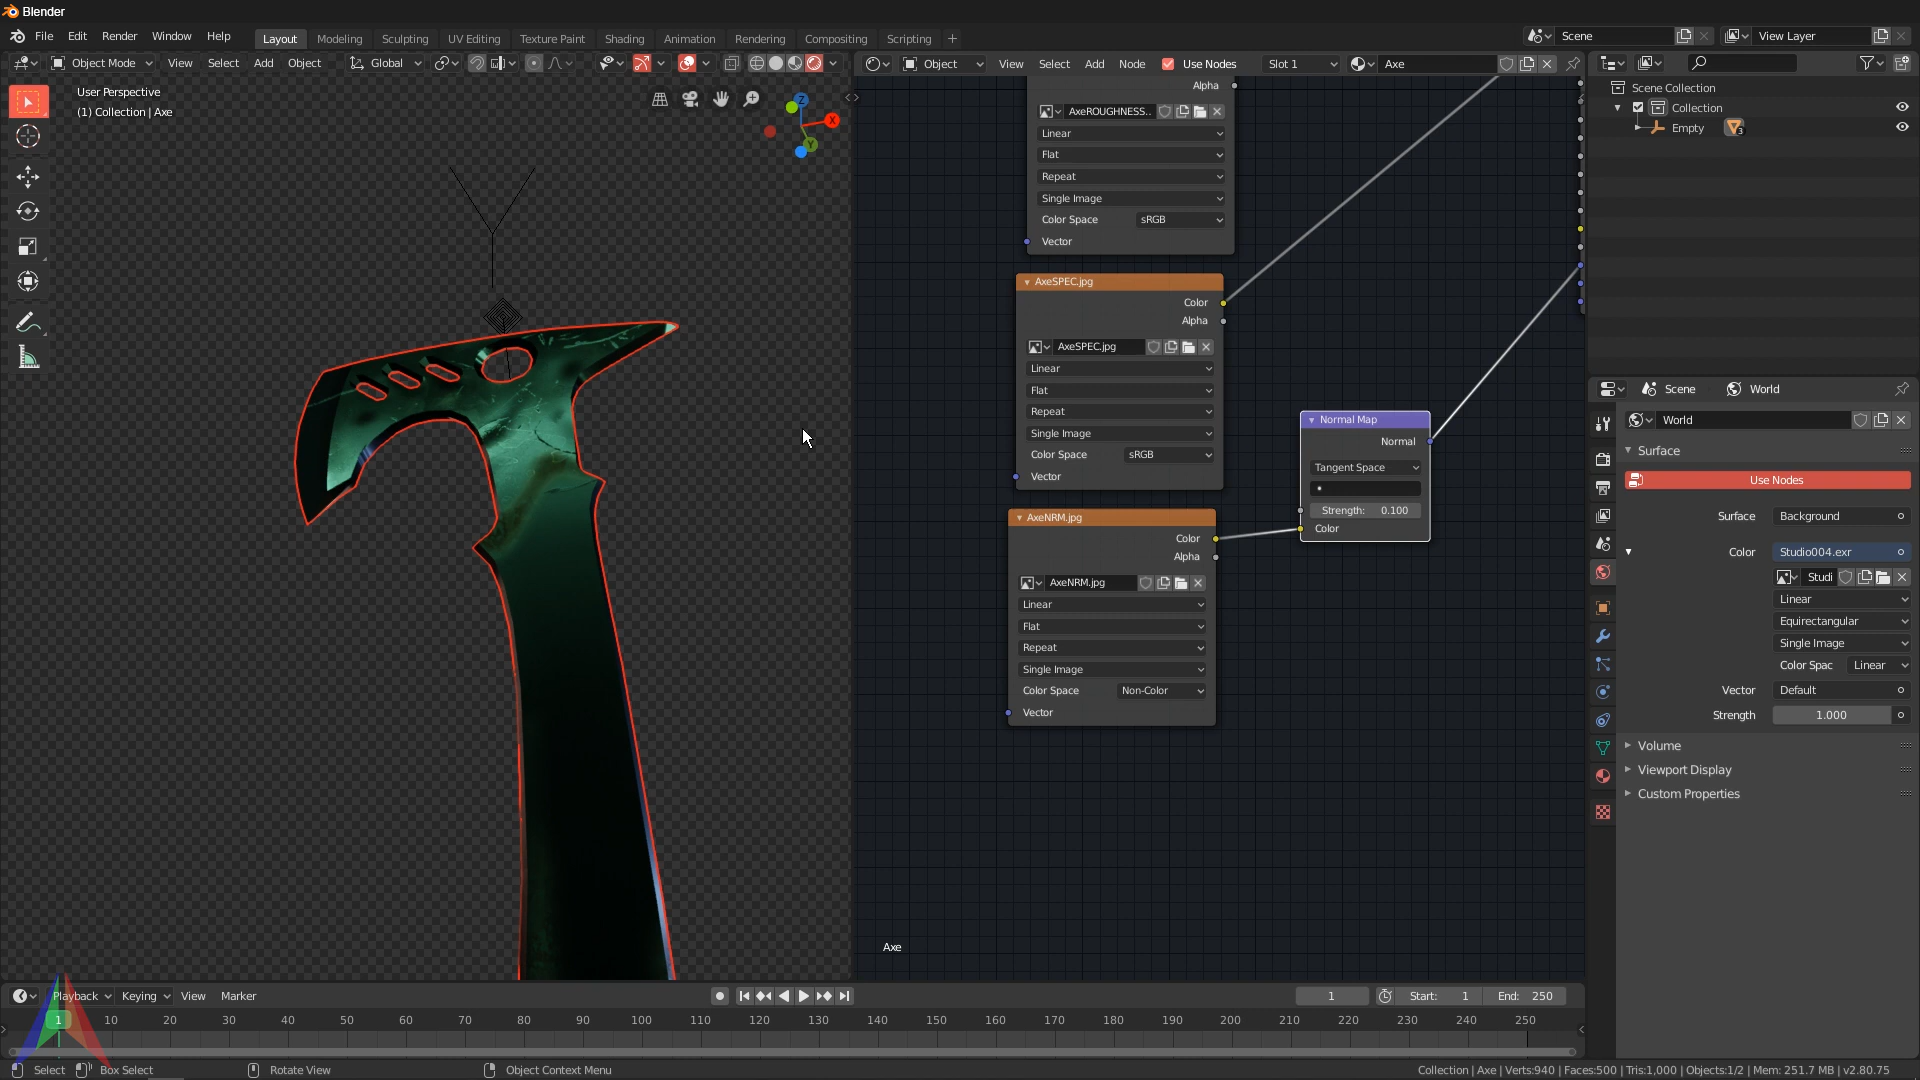 Blender
File Edit Render Window Help
Layout Modeling Sculpting UV Editing Texture Paint Shading Animation Rendering Compositing Scripting
Scene View Layer
Object Mode View Select Add Object Global
Object View Select Add Node Use Nodes Slot 1 Axe
User Perspective
(1) Collection | Axe
Z
X
Y
Alpha
AxeROUGHNESS..
Linear
Flat
Repeat
Single Image
Color Space sRGB
Vector
AxeSPEC.jpg
Color
Alpha
AxeSPEC.jpg
Linear
Flat
Repeat
Single Image
Color Space sRGB
Vector
AxeNRM.jpg
Color
Alpha
AxeNRM.jpg
Linear
Flat
Repeat
Single Image
Color Space Non-Color
Vector
Normal Map
Normal
Tangent Space
Strength: 0.100
Color
Axe
Scene Collection
Collection
Empty 3
Scene World
World
Surface
Use Nodes
Surface Background
Color Studio004.exr
Studi
Linear
Equirectangular
Single Image
Color Spac Linear
Vector Default
Strength 1.000
Volume
Viewport Display
Custom Properties
Playback Keying View Marker
1 Start: 1 End: 250
1 10 20 30 40 50 60 70 80 90 100 110 120 130 140 150 160 170 180 190 200 210 220 230 240 250
Select Box Select Rotate View Object Context Menu
Collection | Axe | Verts:940 | Faces:500 | Tris:1,000 | Objects:1/2 | Mem: 251.7 MB | v2.80.75